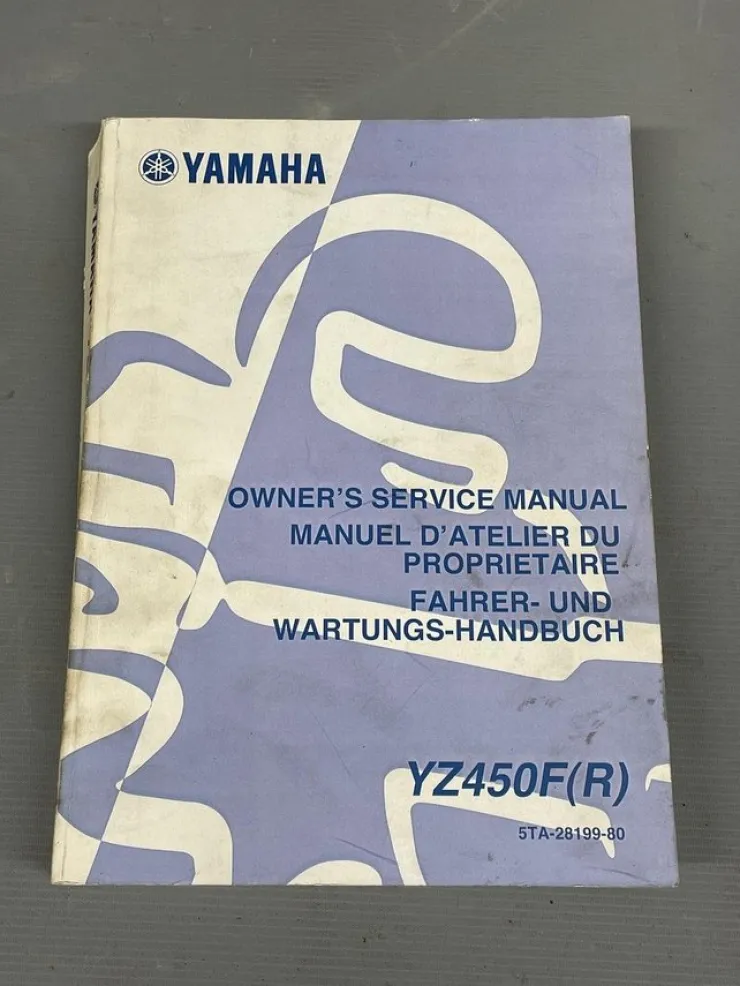 YAMAHA
OWNER'S SERVICE MANUAL
MANUEL D'ATELIER DU
PROPRIETAIRE
FAHRER- UND
WARTUNGS-HANDBUCH
YZ450F(R)
5TA-28199-80